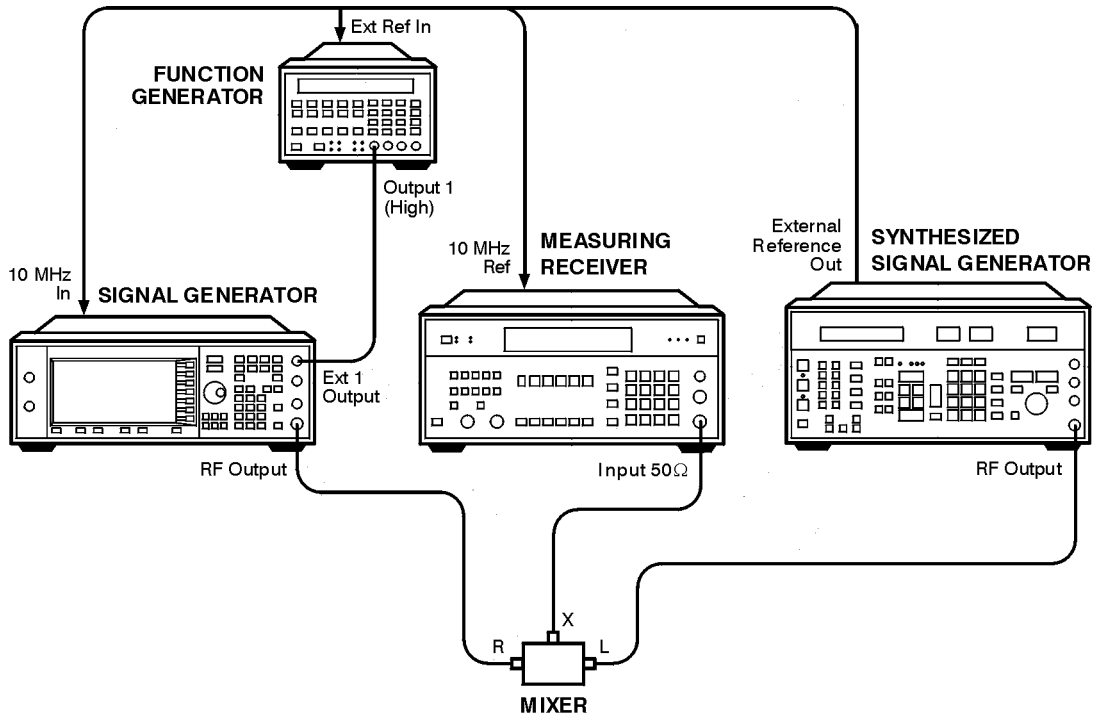 Ext Ref In
FUNCTION
GENERATOR
Output 1
(High)
10 MHz
In
SIGNAL GENERATOR
Ext 1
Output
RF Output
10 MHz
Ref
MEASURING
RECEIVER
Input 50Ω
External
Reference
Out
SYNTHESIZED
SIGNAL GENERATOR
RF Output
R
X
L
MIXER